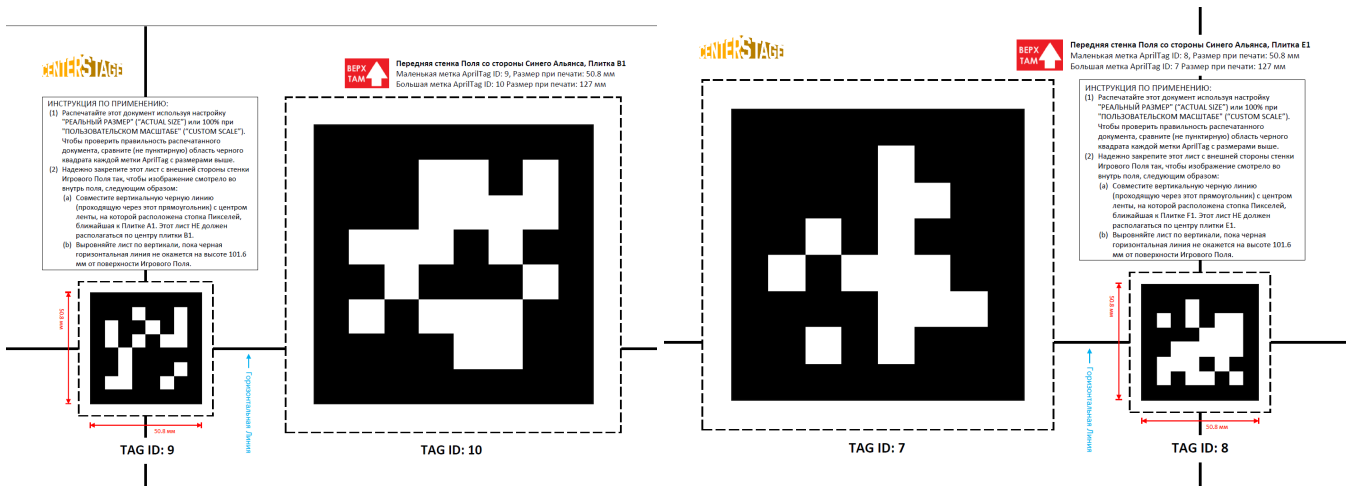 CENTERSTAGE
ВЕРХ
ТАМ
Передняя стенка Поля со стороны Синего Альянса, Плитка B1
Маленькая метка AprilTag ID: 9, Размер при печати: 50.8 мм
Большая метка AprilTag ID: 10 Размер при печати: 127 мм
ИНСТРУКЦИЯ ПО ПРИМЕНЕНИЮ:
(1) Распечатайте этот документ используя настройку
"РЕАЛЬНЫЙ РАЗМЕР" ("ACTUAL SIZE") или 100% при
"ПОЛЬЗОВАТЕЛЬСКОМ МАСШТАБЕ" ("CUSTOM SCALE").
Чтобы проверить правильность распечатанного
документа, сравните (не пунктирную) область черного
квадрата каждой метки AprilTag с размерами выше.
(2) Надежно закрепите этот лист с внешней стороны стенки
Игрового Поля так, чтобы изображение смотрело во
внутрь поля, следующим образом:
(a) Совместите вертикальную черную линию
(проходящую через этот прямоугольник) с центром
ленты, на которой расположена стопка Пикселей,
ближайшая к Плитке A1. Этот лист НЕ должен
располагаться по центру плитки B1.
(b) Выровняйте лист по вертикали, пока черная
горизонтальная линия не окажется на высоте 101.6
мм от поверхности Игрового Поля.
50.8 мм
50.8 мм
Горизонтальная Линия
TAG ID: 9
TAG ID: 10
CENTERSTAGE
ВЕРХ
ТАМ
Передняя стенка Поля со стороны Синего Альянса, Плитка E1
Маленькая метка AprilTag ID: 8, Размер при печати: 50.8 мм
Большая метка AprilTag ID: 7 Размер при печати: 127 мм
ИНСТРУКЦИЯ ПО ПРИМЕНЕНИЮ:
(1) Распечатайте этот документ используя настройку
"РЕАЛЬНЫЙ РАЗМЕР" ("ACTUAL SIZE") или 100% при
"ПОЛЬЗОВАТЕЛЬСКОМ МАСШТАБЕ" ("CUSTOM SCALE").
Чтобы проверить правильность распечатанного
документа, сравните (не пунктирную) область черного
квадрата каждой метки AprilTag с размерами выше.
(2) Надежно закрепите этот лист с внешней стороны стенки
Игрового Поля так, чтобы изображение смотрело во
внутрь поля, следующим образом:
(a) Совместите вертикальную черную линию
(проходящую через этот прямоугольник) с центром
ленты, на которой расположена стопка Пикселей,
ближайшая к Плитке F1. Этот лист НЕ должен
располагаться по центру плитки E1.
(b) Выровняйте лист по вертикали, пока черная
горизонтальная линия не окажется на высоте 101.6
мм от поверхности Игрового Поля.
50.8 мм
50.8 мм
Горизонтальная Линия
TAG ID: 7
TAG ID: 8